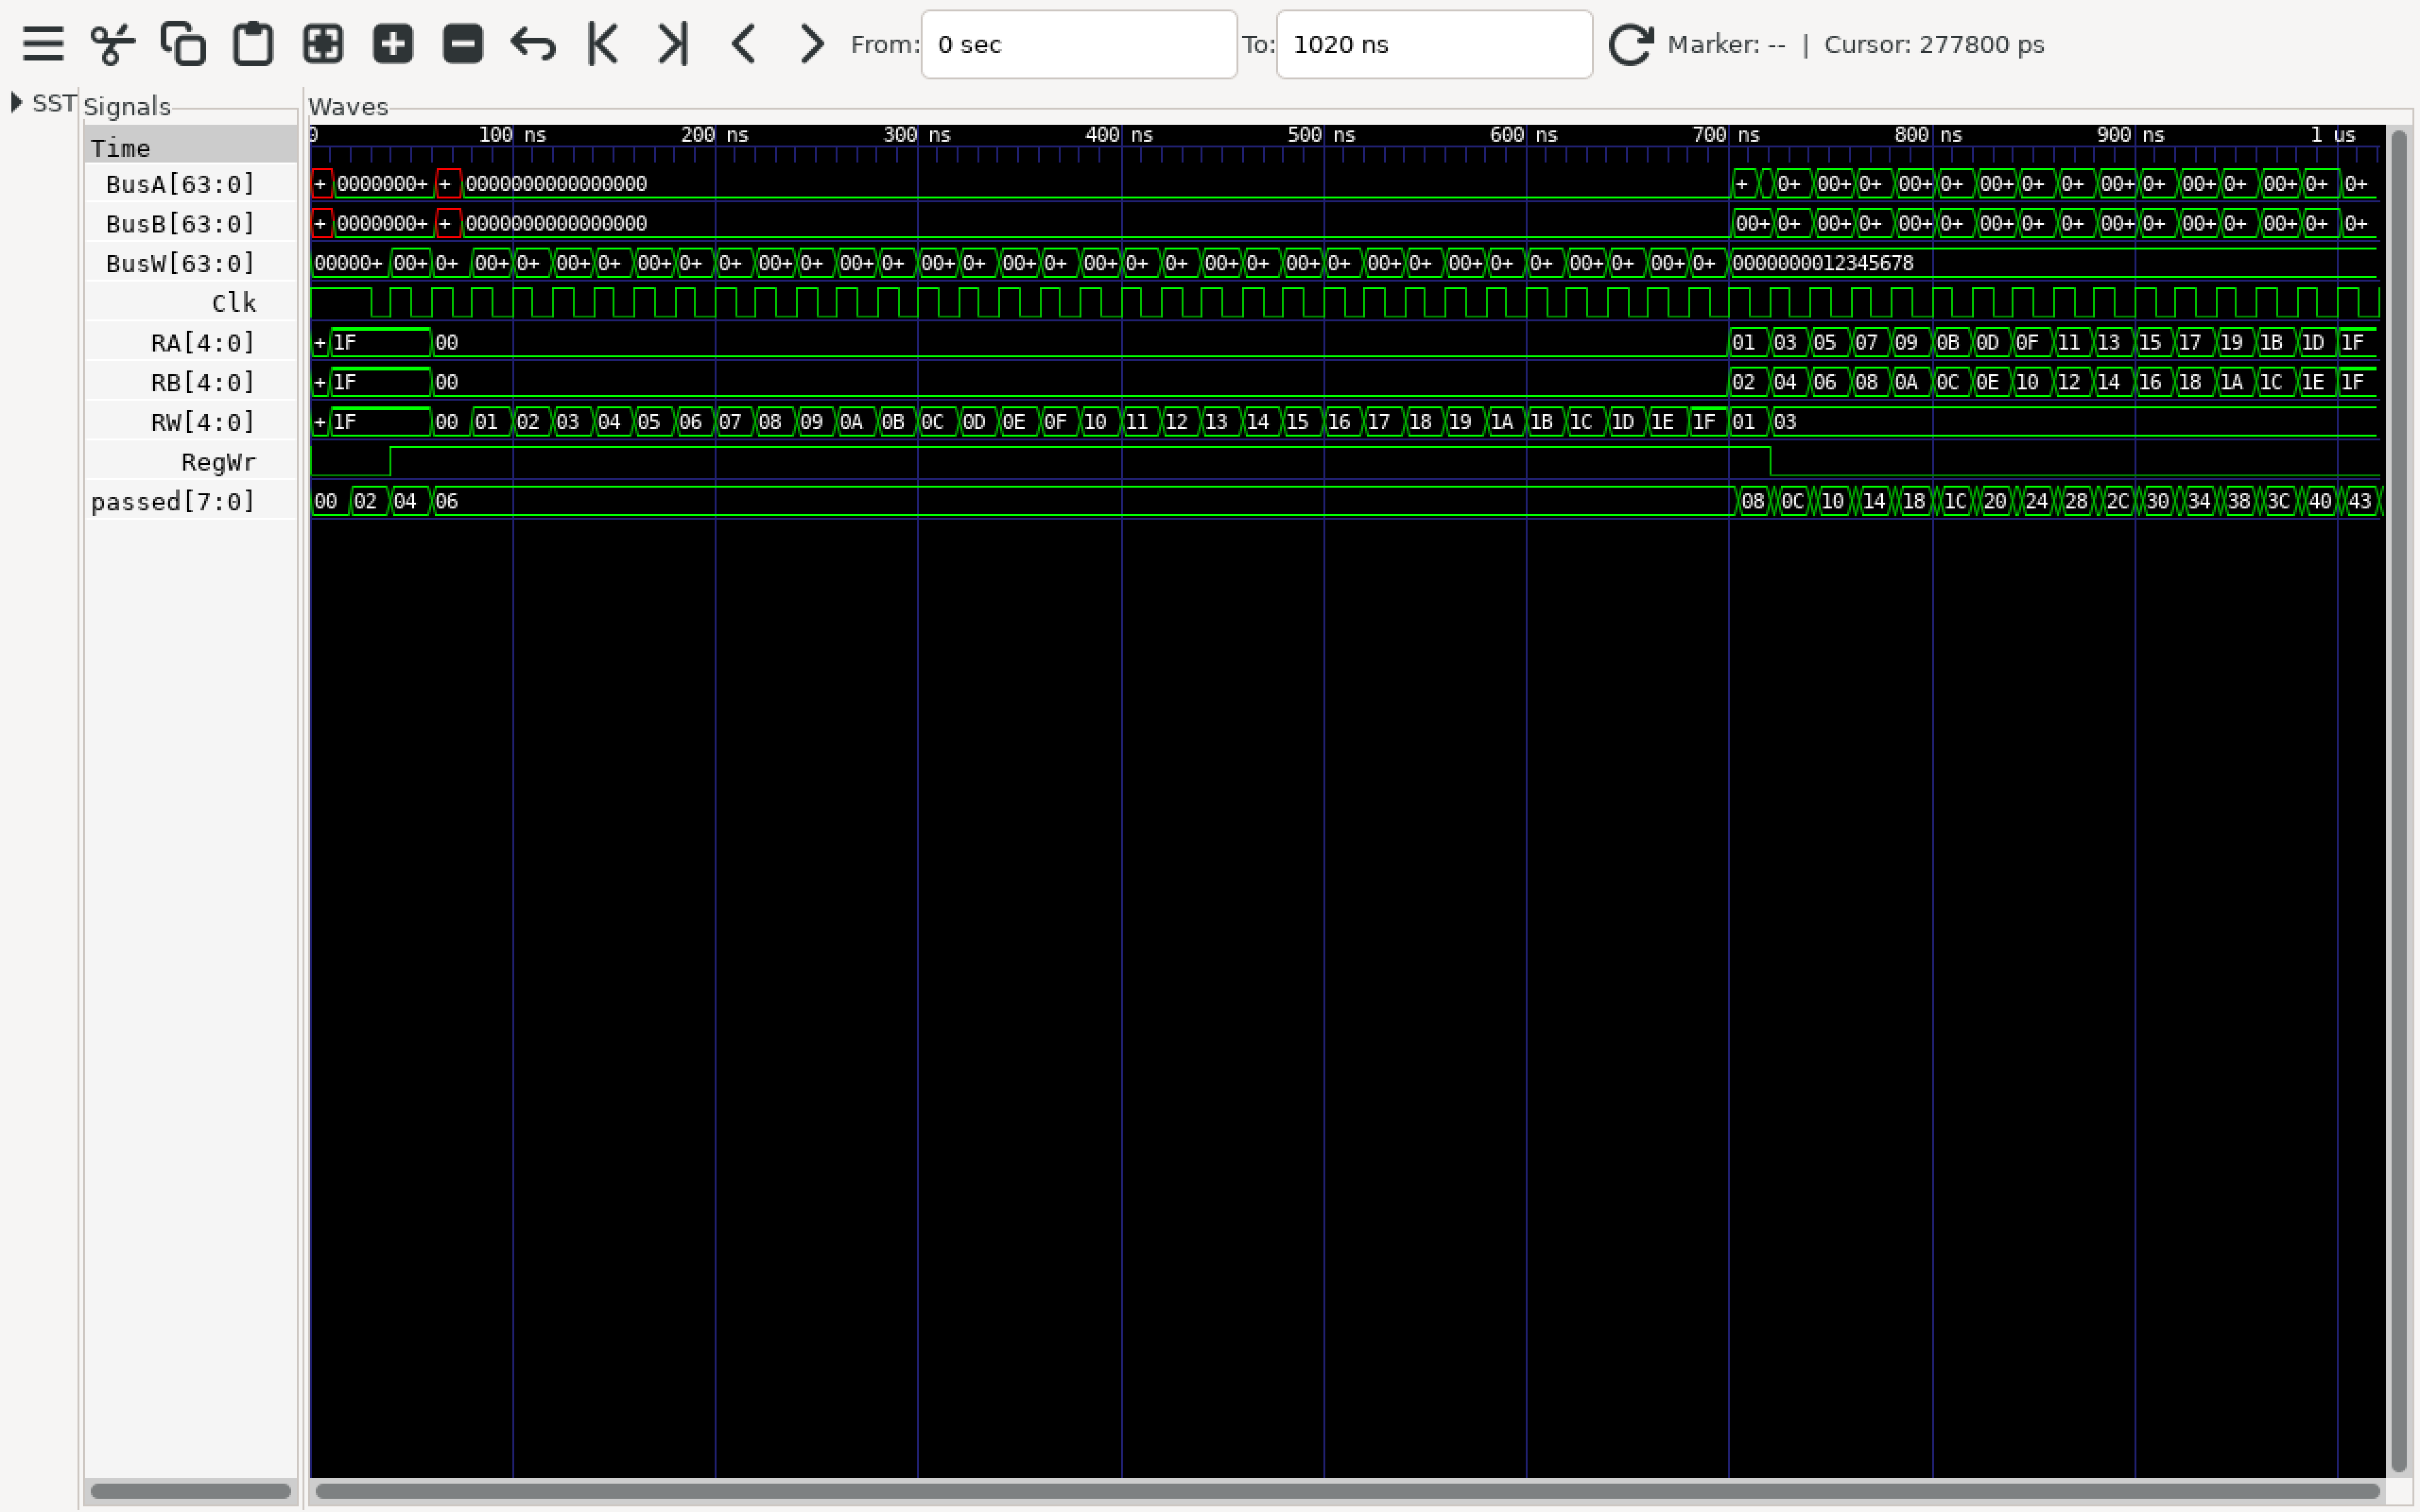 From: 0 sec To: 1020 ns Marker: -- | Cursor: 277800 ps
SST Signals Waves
Time 0 100 ns 200 ns 300 ns 400 ns 500 ns 600 ns 700 ns 800 ns 900 ns 1 us
BusA[63:0] + 0000000+ + 0000000000000000 + 0+ 00+ 0+ 00+ 0+ 00+ 0+ 0+ 00+ 0+ 00+ 0+ 00+ 0+ 0+
BusB[63:0] + 0000000+ + 0000000000000000 00+ 0+ 00+ 0+ 00+ 0+ 00+ 0+ 0+ 00+ 0+ 00+ 0+ 00+ 0+ 0+
BusW[63:0] 00000+ 00+ 0+ 00+ 0+ 00+ 0+ 00+ 0+ 0+ 00+ 0+ 00+ 0+ 00+ 0+ 00+ 0+ 00+ 0+ 0+ 00+ 0+ 00+ 0+ 00+ 0+ 00+ 0+ 0+ 00+ 0+ 00+ 0+ 0000000012345678
Clk
RA[4:0] + 1F 00 01 03 05 07 09 0B 0D 0F 11 13 15 17 19 1B 1D 1F
RB[4:0] + 1F 00 02 04 06 08 0A 0C 0E 10 12 14 16 18 1A 1C 1E 1F
RW[4:0] + 1F 00 01 02 03 04 05 06 07 08 09 0A 0B 0C 0D 0E 0F 10 11 12 13 14 15 16 17 18 19 1A 1B 1C 1D 1E 1F 01 03
RegWr
passed[7:0] 00 02 04 06 08 0C 10 14 18 1C 20 24 28 2C 30 34 38 3C 40 43